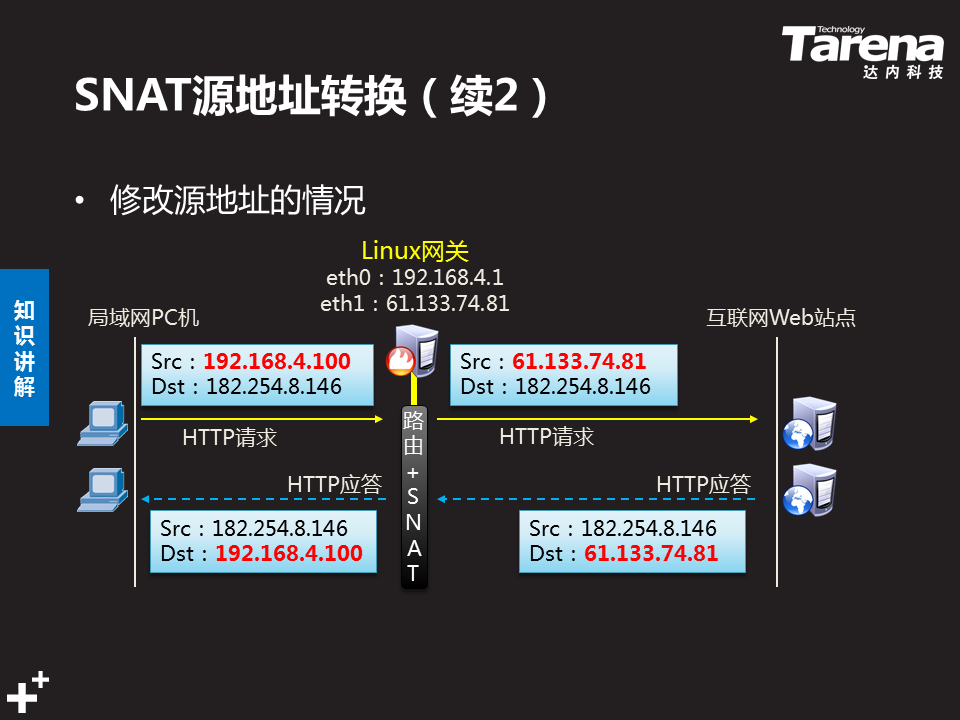 Technology
Tarena
达内科技
SNAT源地址转换（续2）
• 修改源地址的情况
Linux网关
eth0：192.168.4.1
eth1：61.133.74.81
知识讲解
局域网PC机
互联网Web站点
Src：192.168.4.100
Dst：182.254.8.146
Src：61.133.74.81
Dst：182.254.8.146
HTTP请求
HTTP请求
路由+SNAT
HTTP应答
HTTP应答
Src：182.254.8.146
Dst：192.168.4.100
Src：182.254.8.146
Dst：61.133.74.81